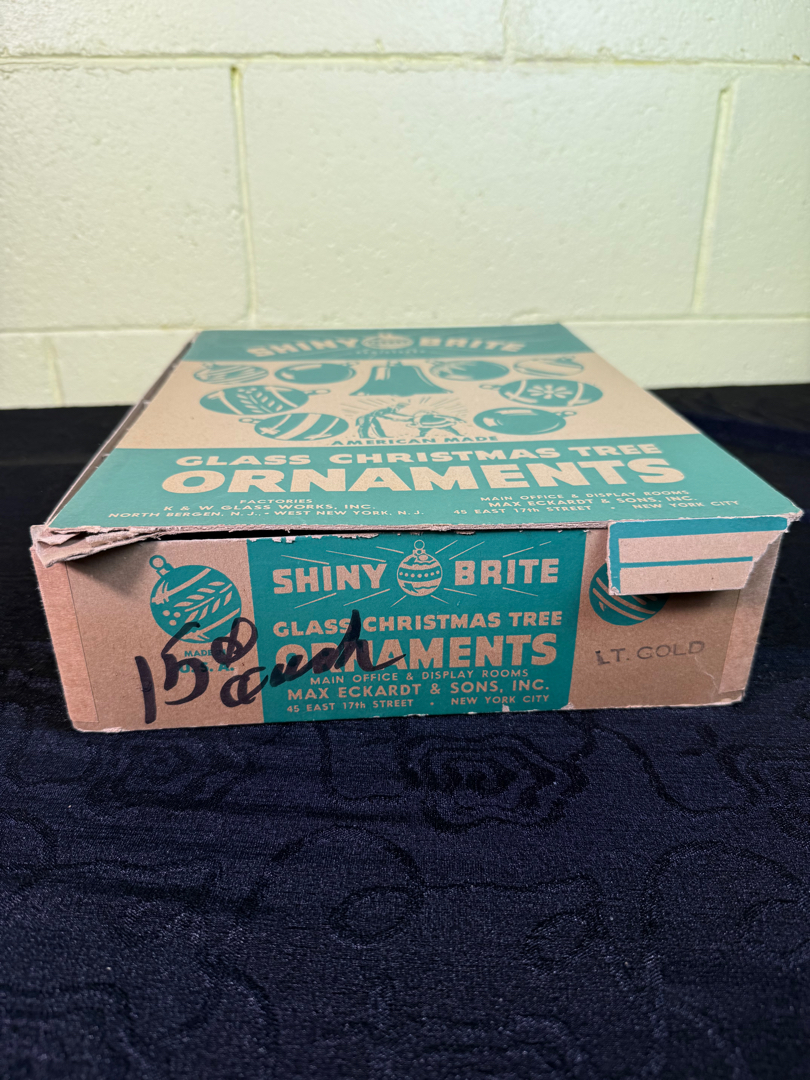 SHINY BRITE
AMERICAN MADE
GLASS CHRISTMAS TREE
ORNAMENTS
FACTORIES
K & W GLASS WORKS, INC.
NORTH BERGEN, N. J., - WEST NEW YORK, N. J.
MAIN OFFICE & DISPLAY ROOMS
MAX ECKARDT & SONS, INC.
45 EAST 17th STREET • NEW YORK CITY
SHINY BRITE
GLASS CHRISTMAS TREE
ORNAMENTS
MAIN OFFICE & DISPLAY ROOMS
MAX ECKARDT & SONS, INC.
45 EAST 17th STREET • NEW YORK CITY
MADE IN
U.S. A.
15¢ each
LT. GOLD